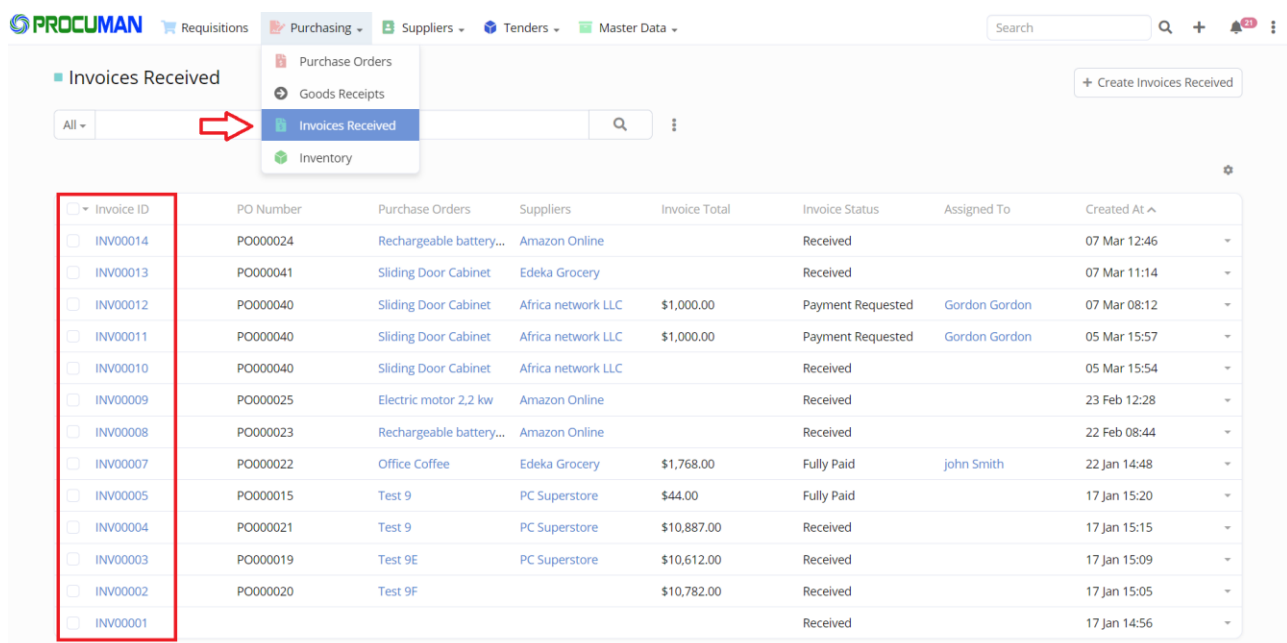 PROCUMAN Requisitions Purchasing Suppliers Tenders Master Data Search 21
Purchase Orders
Invoices Received + Create Invoices Received
Goods Receipts
All Invoices Received
Inventory
Invoice ID PO Number Purchase Orders Suppliers Invoice Total Invoice Status Assigned To Created At
INV00014 PO000024 Rechargeable battery... Amazon Online Received 07 Mar 12:46
INV00013 PO000041 Sliding Door Cabinet Edeka Grocery Received 07 Mar 11:14
INV00012 PO000040 Sliding Door Cabinet Africa network LLC $1,000.00 Payment Requested Gordon Gordon 07 Mar 08:12
INV00011 PO000040 Sliding Door Cabinet Africa network LLC $1,000.00 Payment Requested Gordon Gordon 05 Mar 15:57
INV00010 PO000040 Sliding Door Cabinet Africa network LLC Received 05 Mar 15:54
INV00009 PO000025 Electric motor 2,2 kw Amazon Online Received 23 Feb 12:28
INV00008 PO000023 Rechargeable battery... Amazon Online Received 22 Feb 08:44
INV00007 PO000022 Office Coffee Edeka Grocery $1,768.00 Fully Paid john Smith 22 Jan 14:48
INV00005 PO000015 Test 9 PC Superstore $44.00 Fully Paid 17 Jan 15:20
INV00004 PO000021 Test 9 PC Superstore $10,887.00 Received 17 Jan 15:15
INV00003 PO000019 Test 9E PC Superstore $10,612.00 Received 17 Jan 15:09
INV00002 PO000020 Test 9F $10,782.00 Received 17 Jan 15:05
INV00001 Received 17 Jan 14:56